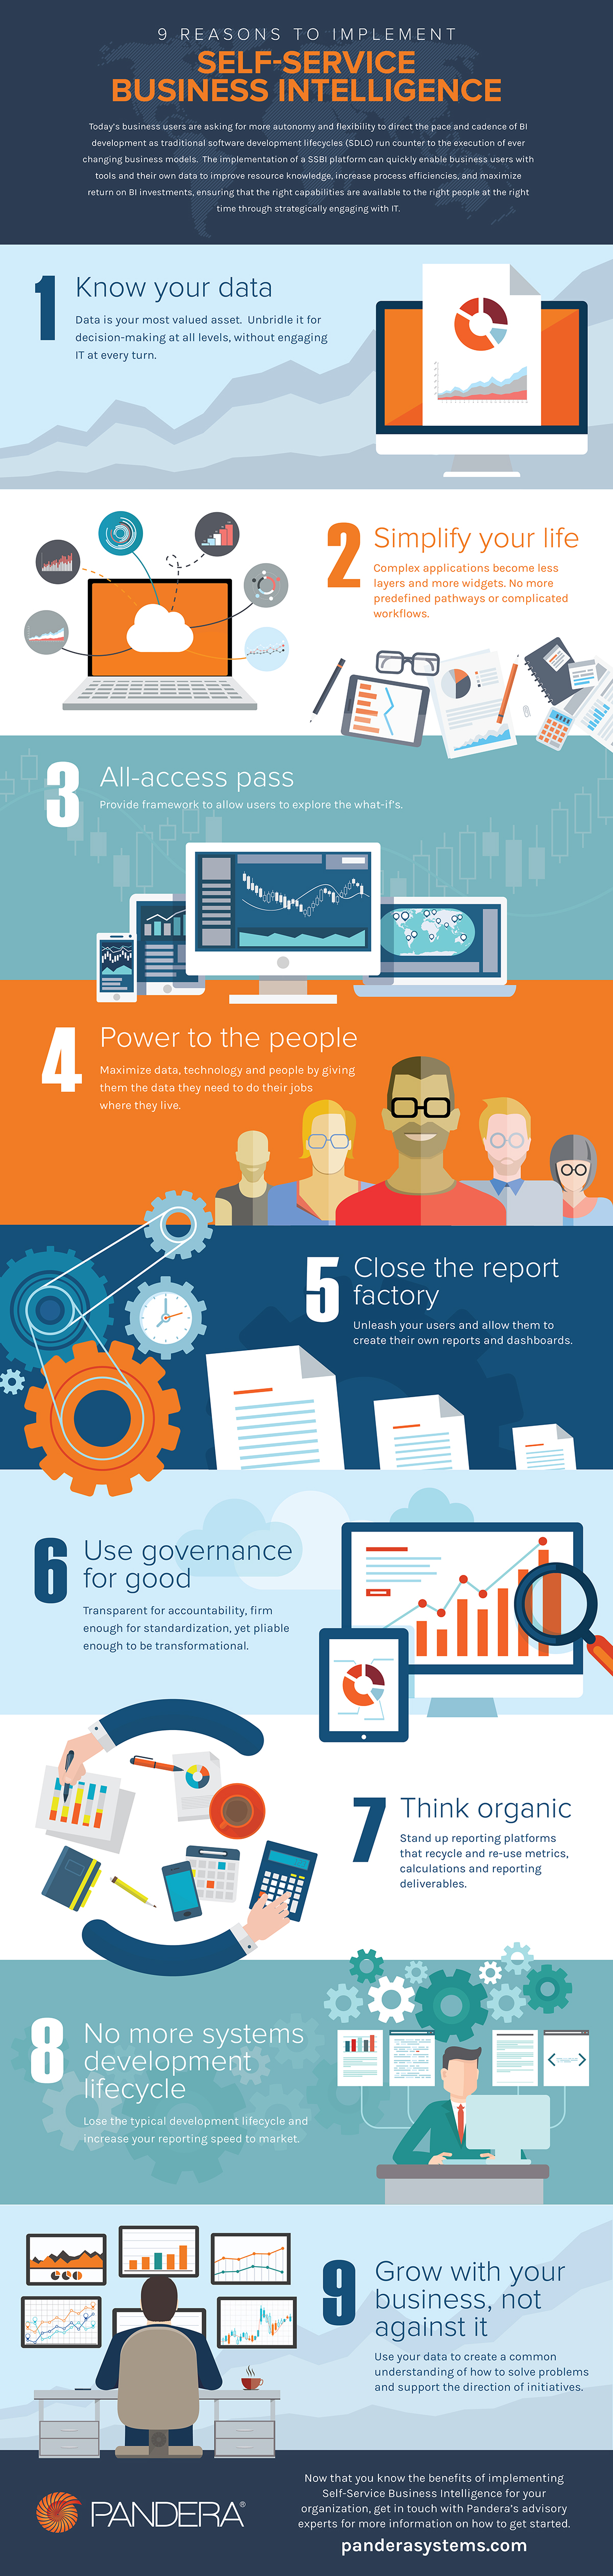 9 REASONS TO IMPLEMENT
SELF-SERVICE
BUSINESS INTELLIGENCE
Today's business users are asking for more autonomy and flexibility to direct the pace and cadence of BI
development as traditional software development lifecycles (SDLC) run counter to the execution of ever
changing business models. The implementation of a SSBI platform can quickly enable business users with
tools and their own data to improve resource knowledge, increase process efficiencies, and maximize
return on BI investments, ensuring that the right capabilities are available to the right people at the right
time through strategically engaging with IT.
1
Know your data
Data is your most valued asset. Unbridle it for
decision-making at all levels, without engaging
IT at every turn.
2
Simplify your life
Complex applications become less
layers and more widgets. No more
predefined pathways or complicated
workflows.
3
All-access pass
Provide framework to allow users to explore the what-if's.
4
Power to the people
Maximize data, technology and people by giving
them the data they need to do their jobs
where they live.
5
Close the report
factory
Unleash your users and allow them to
create their own reports and dashboards.
6
Use governance
for good
Transparent for accountability, firm
enough for standardization, yet pliable
enough to be transformational.
7
Think organic
Stand up reporting platforms
that recycle and re-use metrics,
calculations and reporting
deliverables.
8
No more systems
development
lifecycle
Lose the typical development lifecycle and
increase your reporting speed to market.
9
Grow with your
business, not
against it
Use your data to create a common
understanding of how to solve problems
and support the direction of initiatives.
PANDERA®
Now that you know the benefits of implementing
Self-Service Business Intelligence for your
organization, get in touch with Pandera's advisory
experts for more information on how to get started.
panderasystems.com